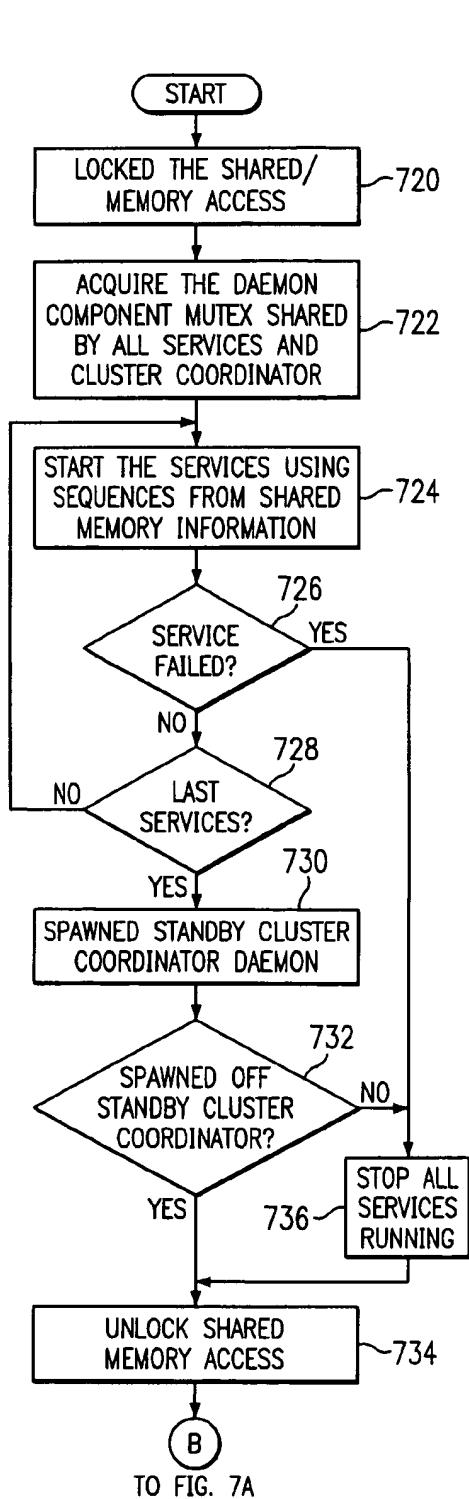 START
LOCKED THE SHARED/
MEMORY ACCESS
720
ACQUIRE THE DAEMON
COMPONENT MUTEX SHARED
BY ALL SERVICES AND
CLUSTER COORDINATOR
722
START THE SERVICES USING
SEQUENCES FROM SHARED
MEMORY INFORMATION
724
726
SERVICE
FAILED?
YES
NO
728
LAST
SERVICES?
NO
YES
730
SPAWNED STANDBY CLUSTER
COORDINATOR DAEMON
732
SPAWNED OFF
STANDBY CLUSTER
COORDINATOR?
NO
YES
STOP ALL
SERVICES
RUNNING
736
UNLOCK SHARED
MEMORY ACCESS
734
B
TO FIG. 7A